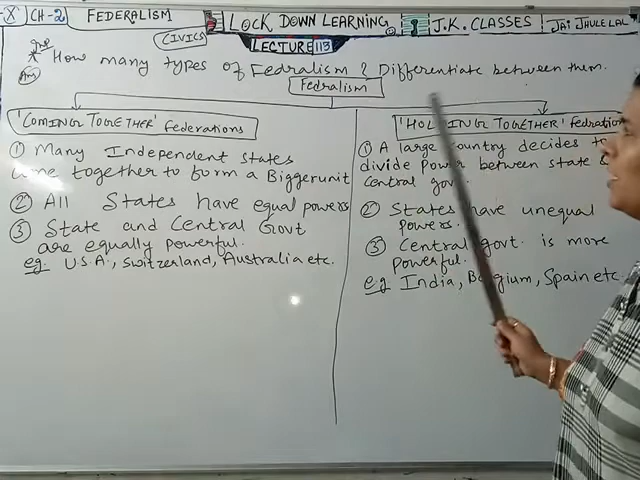 X CH-2 FEDERALISM LOCK DOWN LEARNING J.K. CLASSES JAI JHULELAL
CIVICS LECTURE 113
Imp
Ans How many types of Fedralism & Differentiate between them.
Fedralism
'COMING TOGETHER' federations
① Many Independent states
together to form a Biggerunit
② All States have equal powers
③ State and Central Govt
are equally powerful.
eg. U.S.A., Switzerland, Australia etc.
TOGETHER'
① A large country decides to
divide Power between state &
Central
② States have unequal
powers.
③ Central govt. is more
powerful.
eg India, Spain etc.